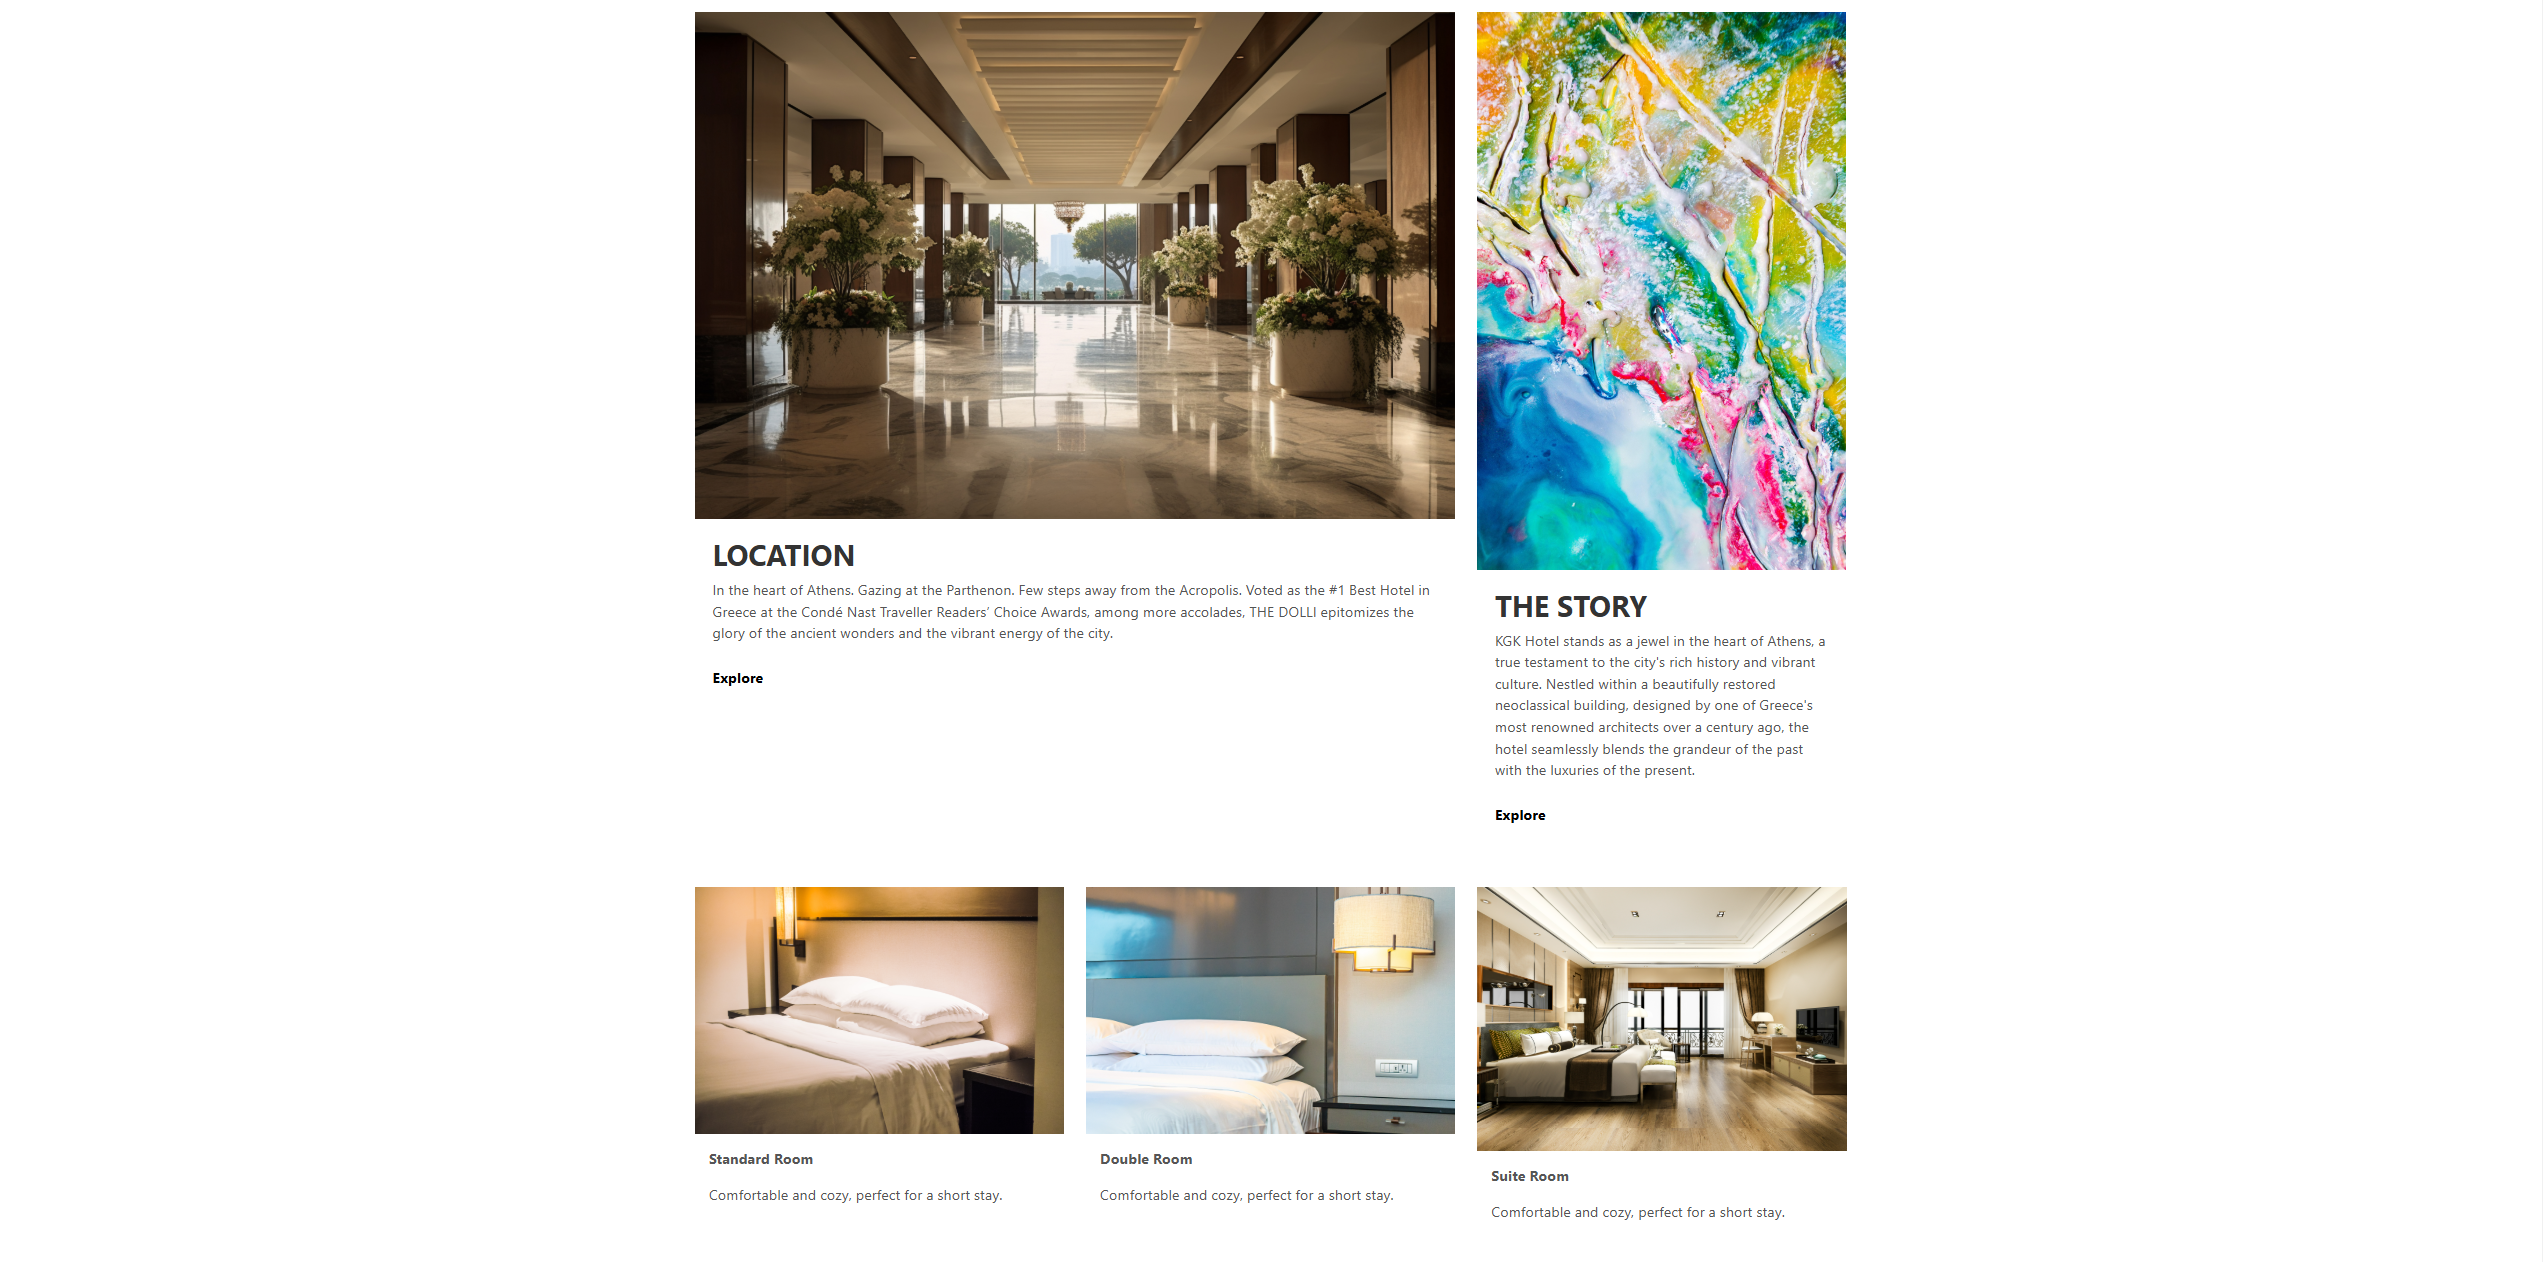 LOCATION
In the heart of Athens. Gazing at the Parthenon. Few steps away from the Acropolis. Voted as the #1 Best Hotel in
Greece at the Condé Nast Traveller Readers’ Choice Awards, among more accolades, THE DOLLI epitomizes the
glory of the ancient wonders and the vibrant energy of the city.
Explore
THE STORY
KGK Hotel stands as a jewel in the heart of Athens, a
true testament to the city's rich history and vibrant
culture. Nestled within a beautifully restored
neoclassical building, designed by one of Greece's
most renowned architects over a century ago, the
hotel seamlessly blends the grandeur of the past
with the luxuries of the present.
Explore
Standard Room
Comfortable and cozy, perfect for a short stay.
Double Room
Comfortable and cozy, perfect for a short stay.
Suite Room
Comfortable and cozy, perfect for a short stay.